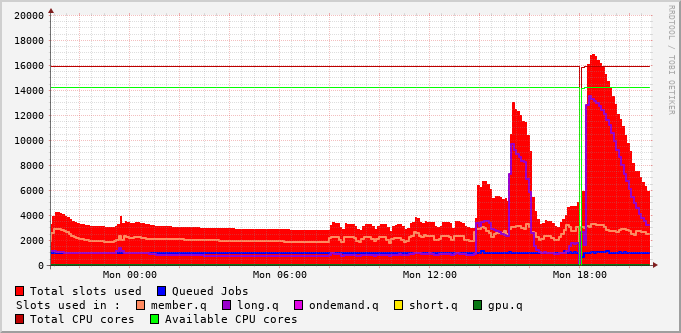 20000
18000
16000
14000
12000
10000
8000
6000
4000
2000
0
Mon 00:00 Mon 06:00 Mon 12:00 Mon 18:00
RRDTOOL / TOBI OETIKER
Total slots used Queued Jobs
Slots used in : member.q long.q ondemand.q short.q gpu.q
Total CPU cores Available CPU cores